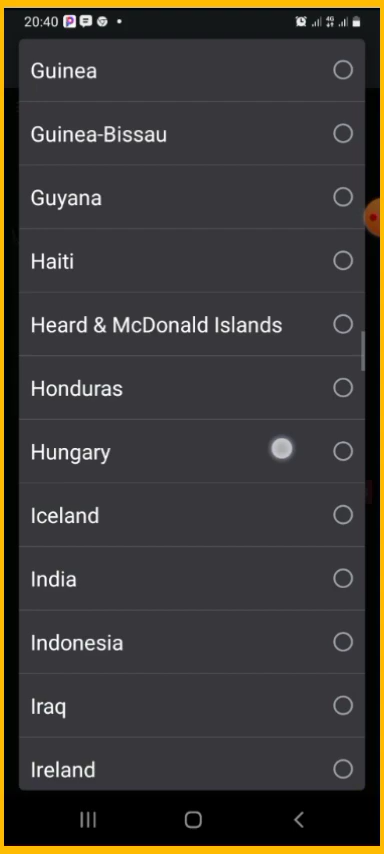 20:40
Guinea
Guinea-Bissau
Guyana
Haiti
Heard & McDonald Islands
Honduras
Hungary
Iceland
India
Indonesia
Iraq
Ireland